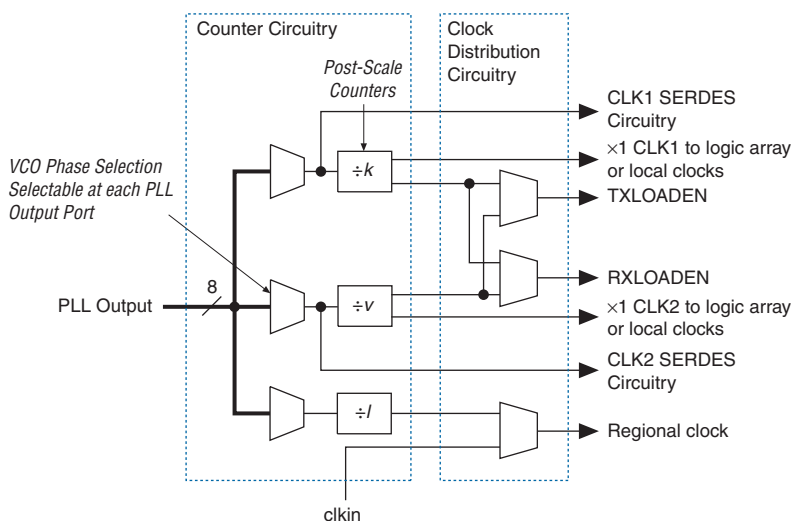 Counter Circuitry
Clock
Distribution
Circuitry
Post-Scale
Counters
CLK1 SERDES
Circuitry
×1 CLK1 to logic array
or local clocks
VCO Phase Selection
Selectable at each PLL
Output Port
÷k
TXLOADEN
RXLOADEN
8
PLL Output
÷v
×1 CLK2 to logic array
or local clocks
CLK2 SERDES
Circuitry
÷l
Regional clock
clkin